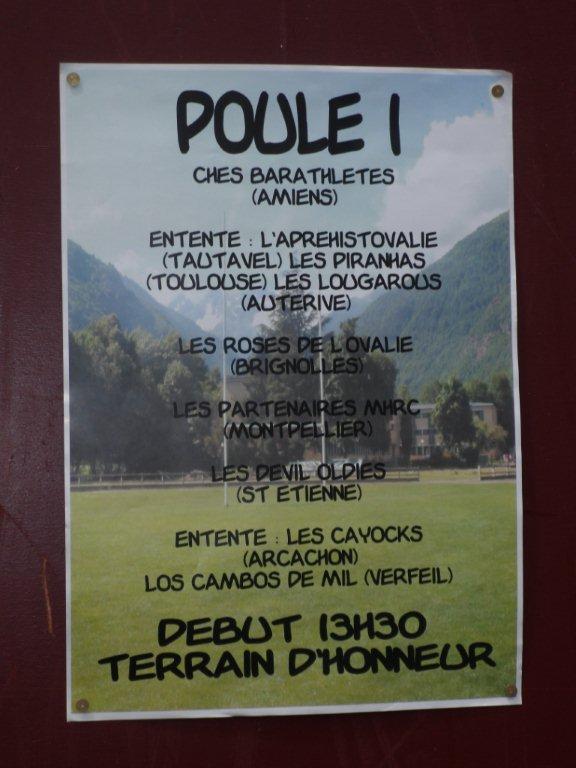 POULE 1
CHES BARATHLETES
(AMIENS)
ENTENTE : L'APREHISTOVALIE
(TAUTAVEL) LES PIRANHAS
(TOULOUSE) LES LOUGAROUS
(AUTERIVE)
LES ROSES DE L'OVALIE
(BRIGNOLLES)
LES PARTENAIRES MHRC
(MONTPELLIER)
LES DEVIL OLDIES
(ST ETIENNE)
ENTENTE : LES CAYOCKS
(ARCACHON)
LOS CAMBOS DE MIL (VERFEIL)
DEBUT 13H30
TERRAIN D'HONNEUR